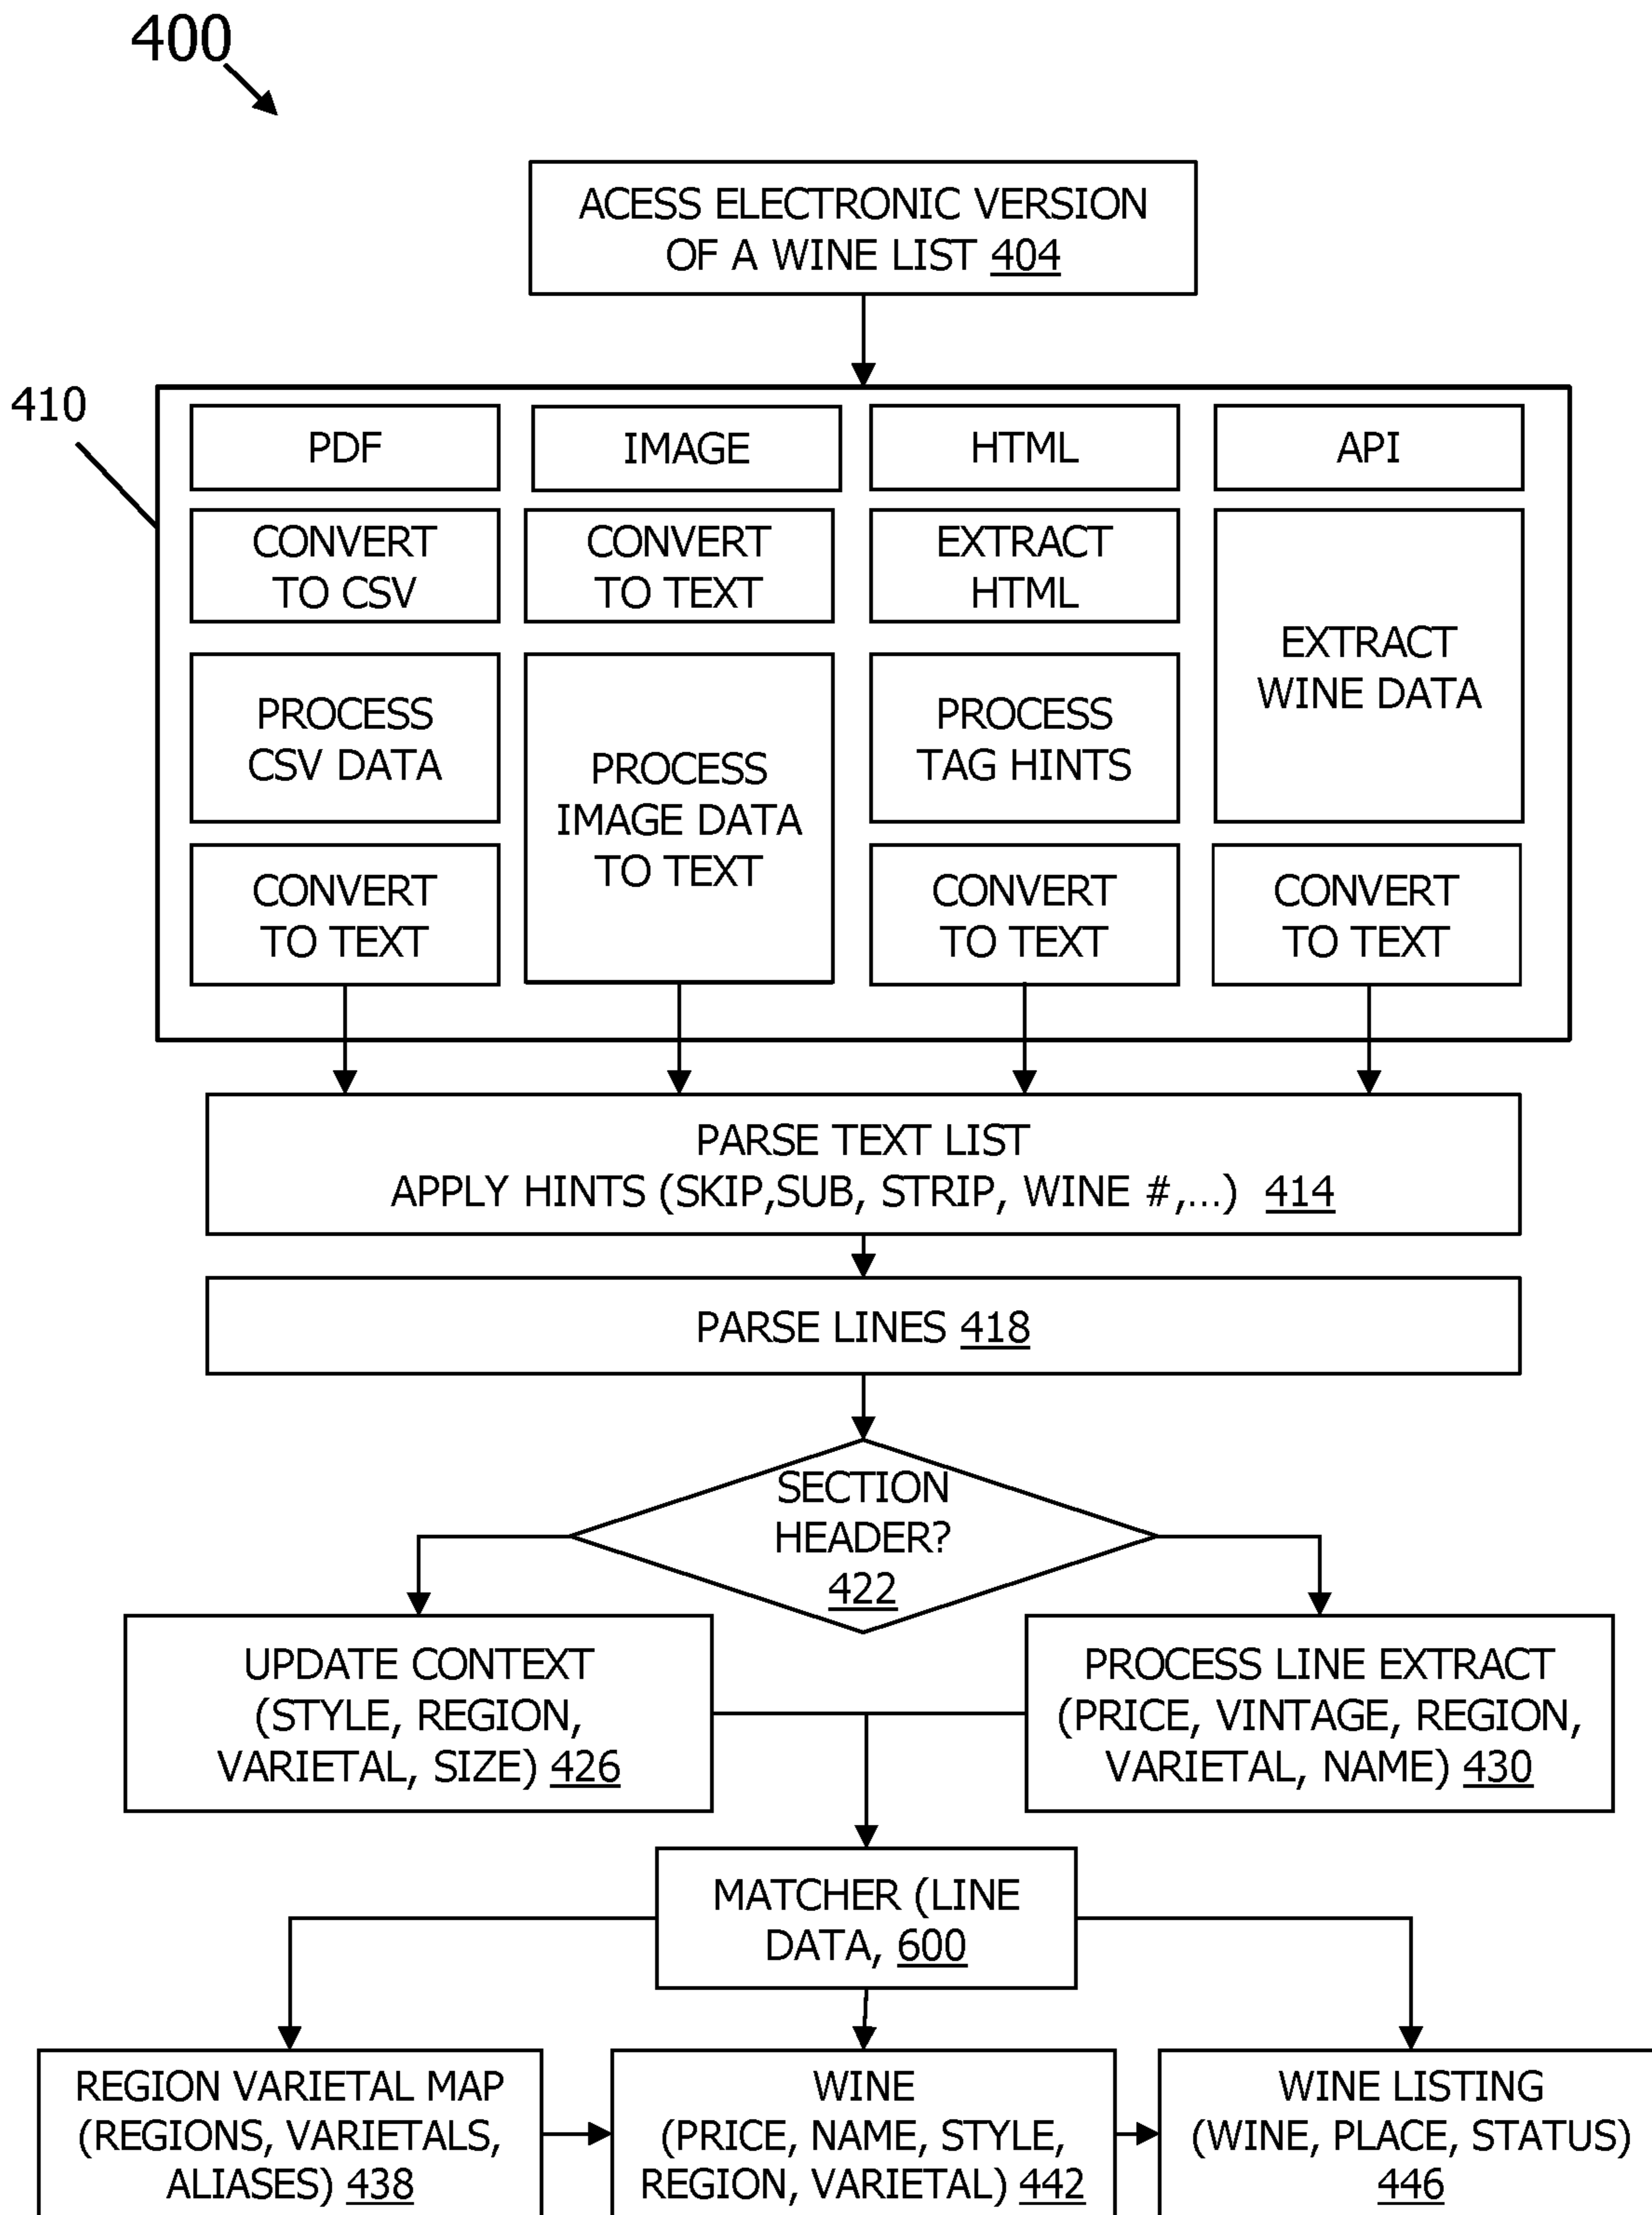 400
ACESS ELECTRONIC VERSION
OF A WINE LIST 404
410
PDF
IMAGE
HTML
API
CONVERT
TO CSV
CONVERT
TO TEXT
EXTRACT
HTML
EXTRACT
WINE DATA
PROCESS
CSV DATA
PROCESS
IMAGE DATA
TO TEXT
PROCESS
TAG HINTS
CONVERT
TO TEXT
CONVERT
TO TEXT
CONVERT
TO TEXT
PARSE TEXT LIST
APPLY HINTS (SKIP,SUB, STRIP, WINE #,...) 414
PARSE LINES 418
SECTION
HEADER?
422
UPDATE CONTEXT
(STYLE, REGION,
VARIETAL, SIZE) 426
PROCESS LINE EXTRACT
(PRICE, VINTAGE, REGION,
VARIETAL, NAME) 430
MATCHER (LINE
DATA, 600
REGION VARIETAL MAP
(REGIONS, VARIETALS,
ALIASES) 438
WINE
(PRICE, NAME, STYLE,
REGION, VARIETAL) 442
WINE LISTING
(WINE, PLACE, STATUS)
446